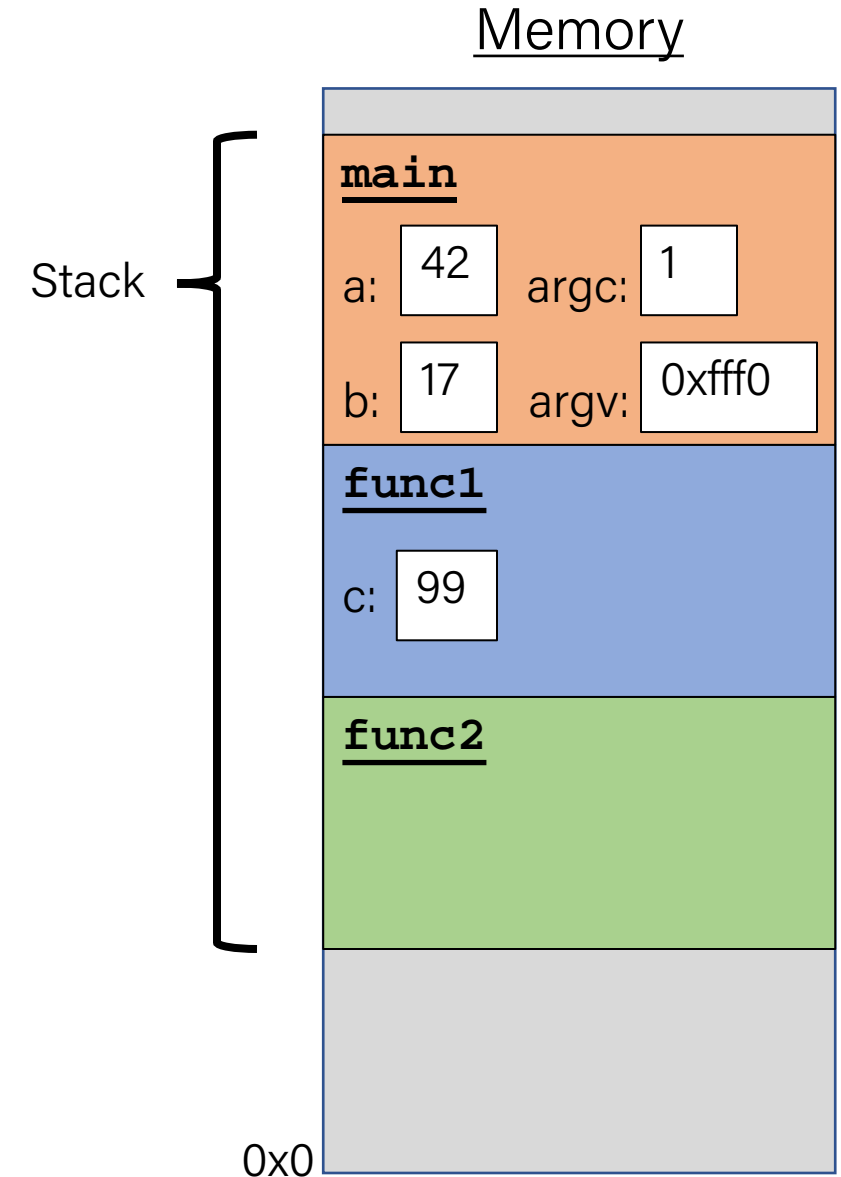 Memory
main
Stack
a: 42 argc: 1
b: 17 argv: 0xfff0
func1
c: 99
func2
0x0